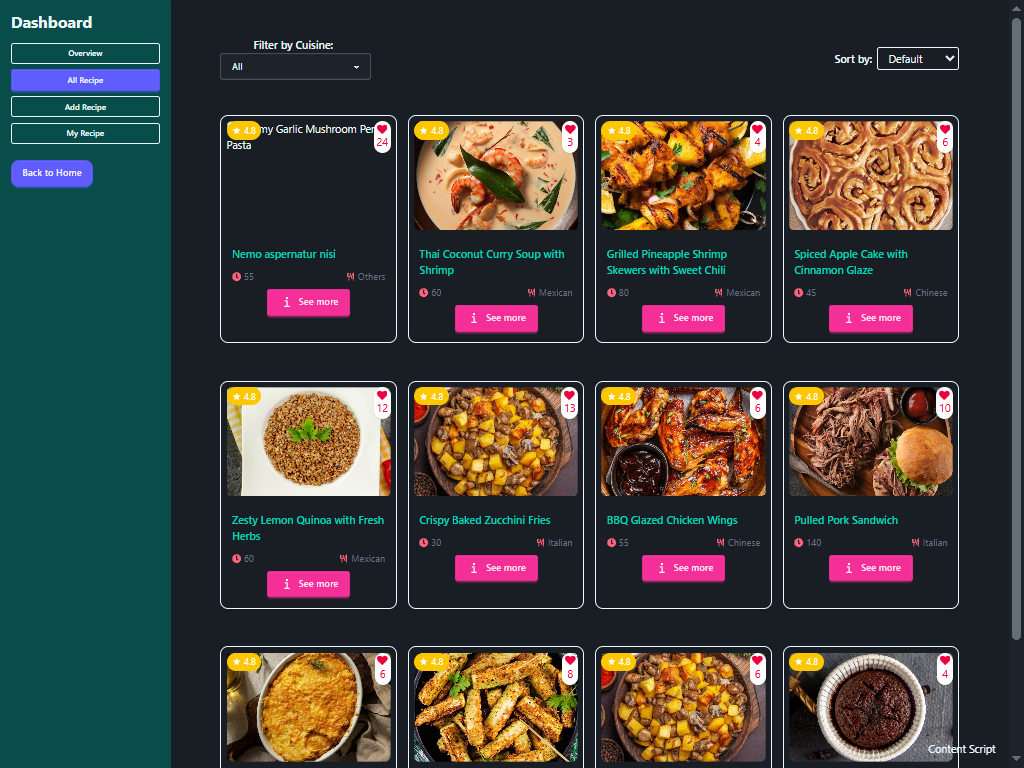 Dashboard
Overview
All Recipe
Add Recipe
My Recipe
Back to Home
Filter by Cuisine:
All
Sort by:
Default
4.8
my Garlic Mushroom Pe
Pasta
24
Nemo aspernatur nisi
55
Others
See more
4.8
3
Thai Coconut Curry Soup with
Shrimp
60
Mexican
See more
4.8
4
Grilled Pineapple Shrimp
Skewers with Sweet Chili
80
Mexican
See more
4.8
6
Spiced Apple Cake with
Cinnamon Glaze
45
Chinese
See more
4.8
12
Zesty Lemon Quinoa with Fresh
Herbs
60
Mexican
See more
4.8
13
Crispy Baked Zucchini Fries
30
Italian
See more
4.8
6
BBQ Glazed Chicken Wings
55
Chinese
See more
4.8
10
Pulled Pork Sandwich
140
Italian
See more
4.8
6
4.8
8
4.8
6
4.8
4
Content Script